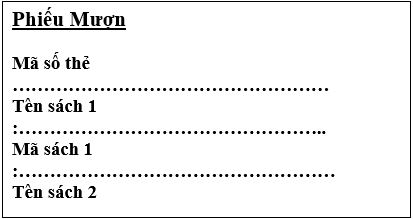 Phiếu Mượn
Mã số thẻ
………………………………………………
Tên sách 1
:……………………………………………..
Mã sách 1
:………………………………………………
Tên sách 2